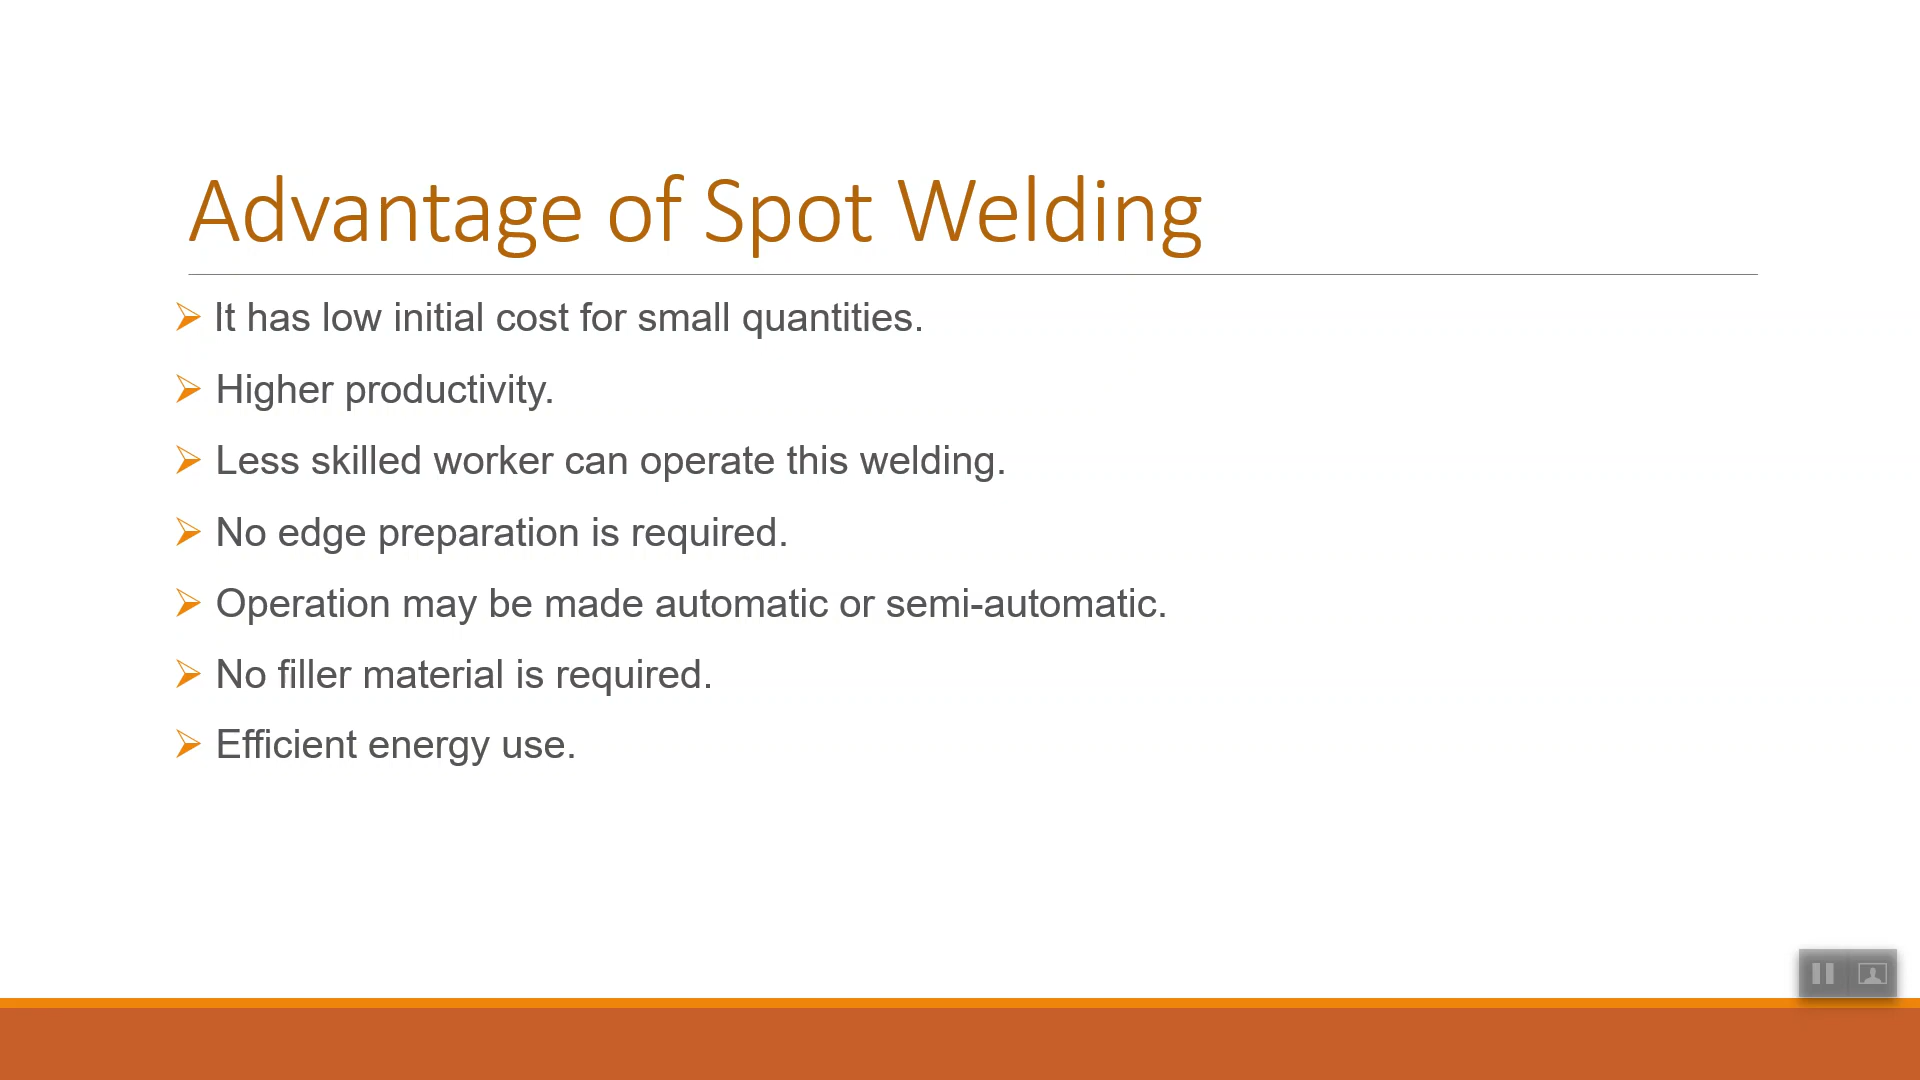 Advantage of Spot Welding
It has low initial cost for small quantities.
Higher productivity.
Less skilled worker can operate this welding.
No edge preparation is required.
Operation may be made automatic or semi-automatic.
No filler material is required.
Efficient energy use.